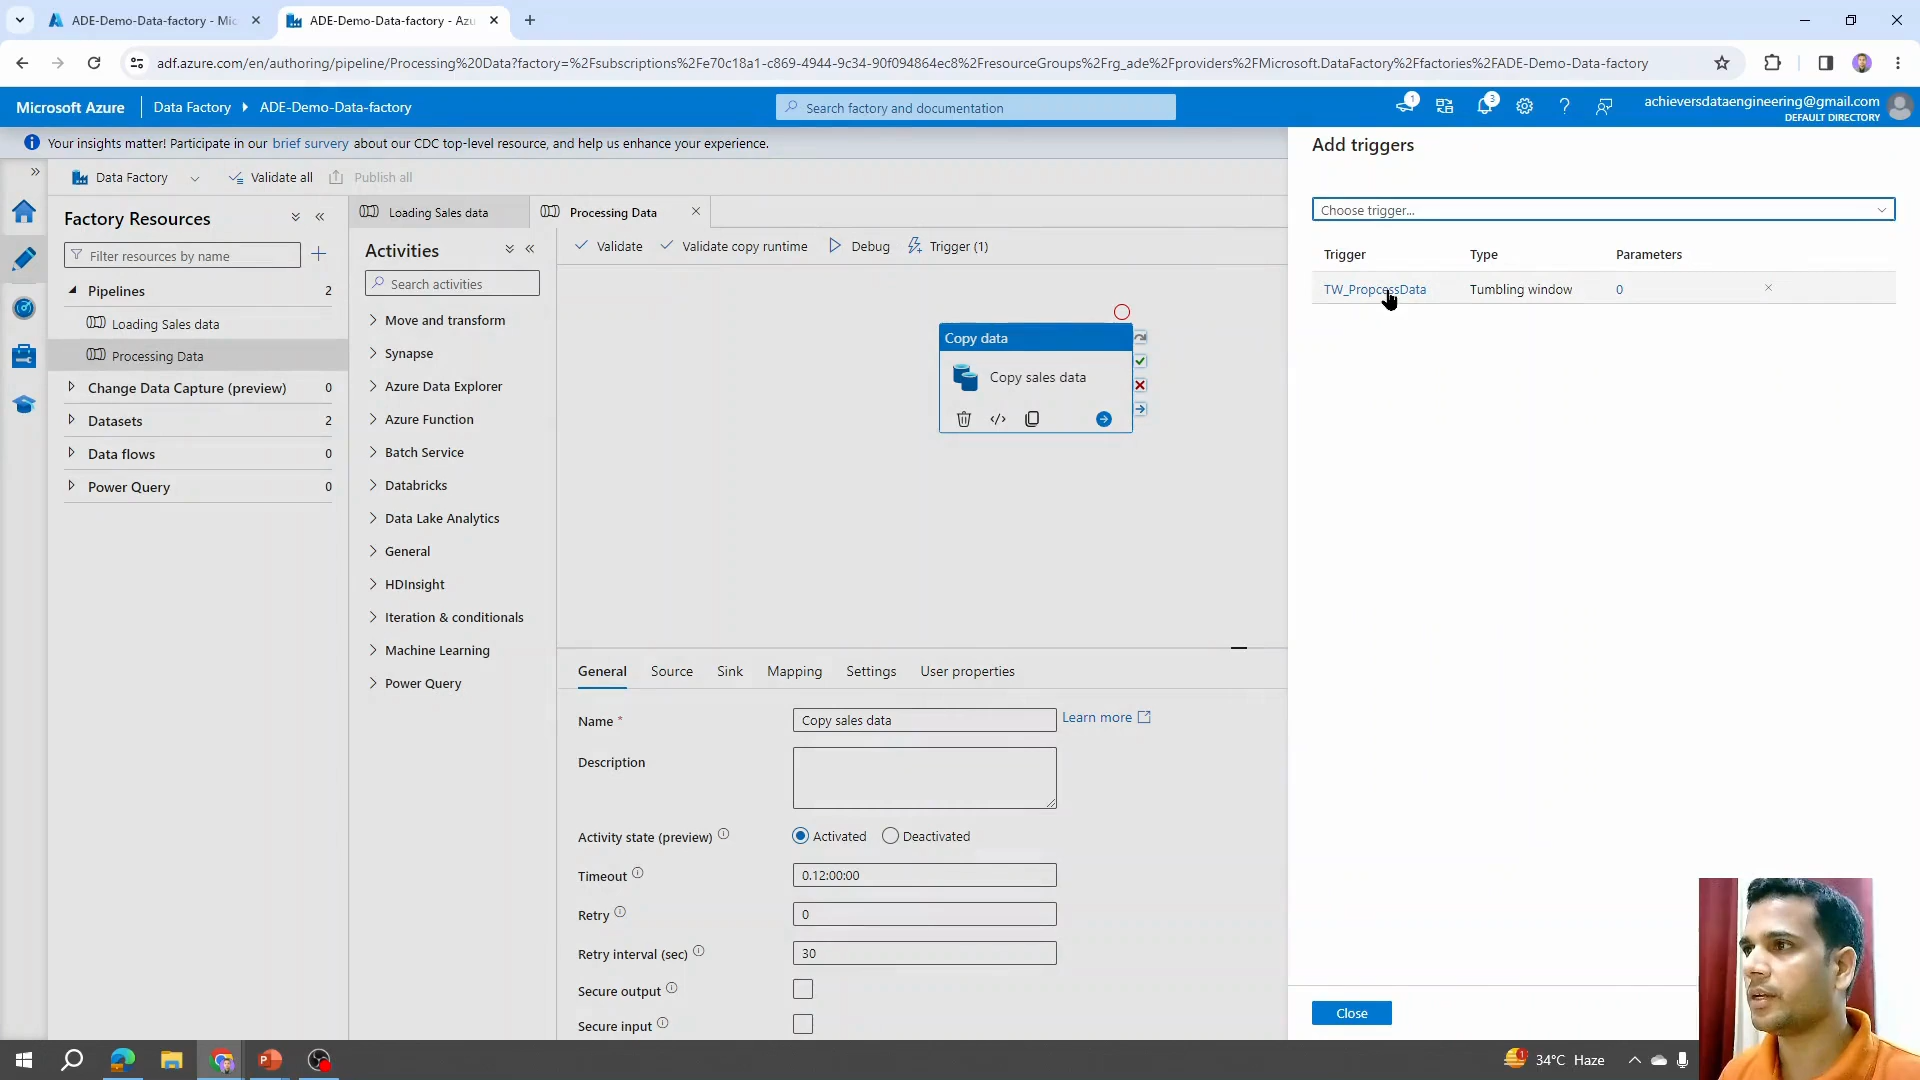 ADE-Demo-Data-factory - Mic
ADE-Demo-Data-factory - Azu
adf.azure.com/en/authoring/pipeline/Processing%20Data?factory=%2Fsubscriptions%2Fe70c18a1-c869-4944-9c34-90f094864ec8%2FresourceGroups%2Frg_ade%2Fproviders%2FMicrosoft.DataFactory%2Ffactories%2FADE-Demo-Data-factory
Microsoft Azure
Data Factory
ADE-Demo-Data-factory
Search factory and documentation
1
3
achieversdataengineering@gmail.com
DEFAULT DIRECTORY
Your insights matter! Participate in our brief survey about our CDC top-level resource, and help us enhance your experience.
Data Factory
Validate all
Publish all
Factory Resources
Filter resources by name
Pipelines 2
Loading Sales data
Processing Data
Change Data Capture (preview) 0
Datasets 2
Data flows 0
Power Query 0
Loading Sales data
Processing Data
Activities
Search activities
Move and transform
Synapse
Azure Data Explorer
Azure Function
Batch Service
Databricks
Data Lake Analytics
General
HDInsight
Iteration & conditionals
Machine Learning
Power Query
Validate
Validate copy runtime
Debug
Trigger (1)
Copy data
Copy sales data
General
Source
Sink
Mapping
Settings
User properties
Name * Copy sales data Learn more
Description
Activity state (preview) Activated Deactivated
Timeout 0.12:00:00
Retry 0
Retry interval (sec) 30
Secure output
Secure input
Add triggers
Choose trigger...
Trigger Type Parameters
TW_PropcessData Tumbling window 0
Close
1
34°C Haze